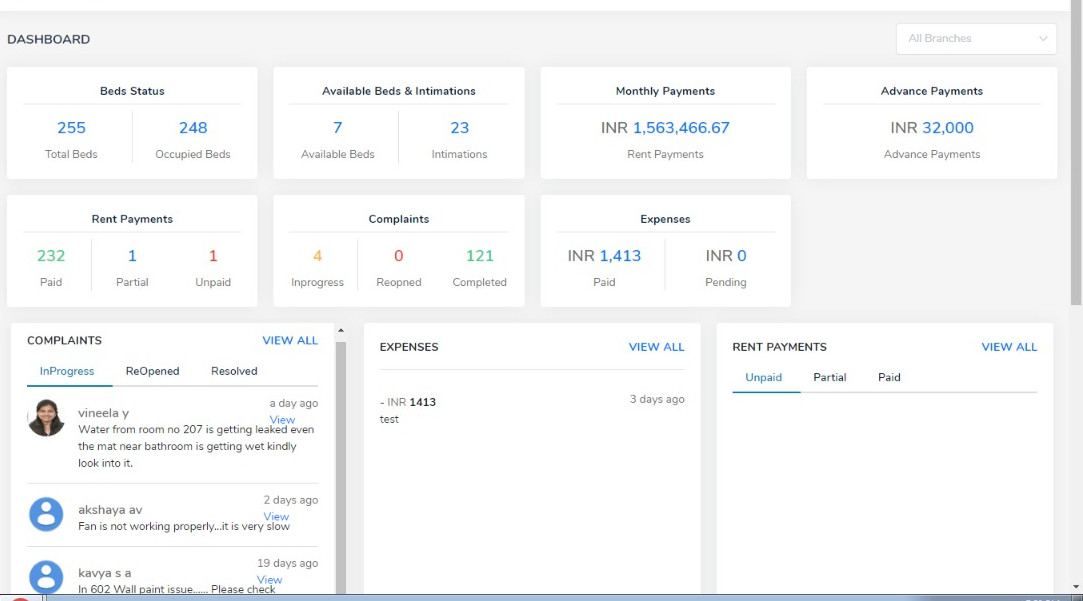 DASHBOARD
All Branches
Beds Status
255
Total Beds
248
Occupied Beds
Available Beds & Intimations
7
Available Beds
23
Intimations
Monthly Payments
INR 1,563,466.67
Rent Payments
Advance Payments
INR 32,000
Advance Payments
Rent Payments
232
Paid
1
Partial
1
Unpaid
Complaints
4
Inprogress
0
Reopned
121
Completed
Expenses
INR 1,413
Paid
INR 0
Pending
COMPLAINTS
VIEW ALL
InProgress
ReOpened
Resolved
vineela y
a day ago
View
Water from room no 207 is getting leaked even
the mat near bathroom is getting wet kindly
look into it.
akshaya av
2 days ago
View
Fan is not working properly...it is very slow
kavya s a
19 days ago
View
In 602 Wall paint issue...... Please check
EXPENSES
VIEW ALL
- INR 1413
3 days ago
test
RENT PAYMENTS
VIEW ALL
Unpaid
Partial
Paid